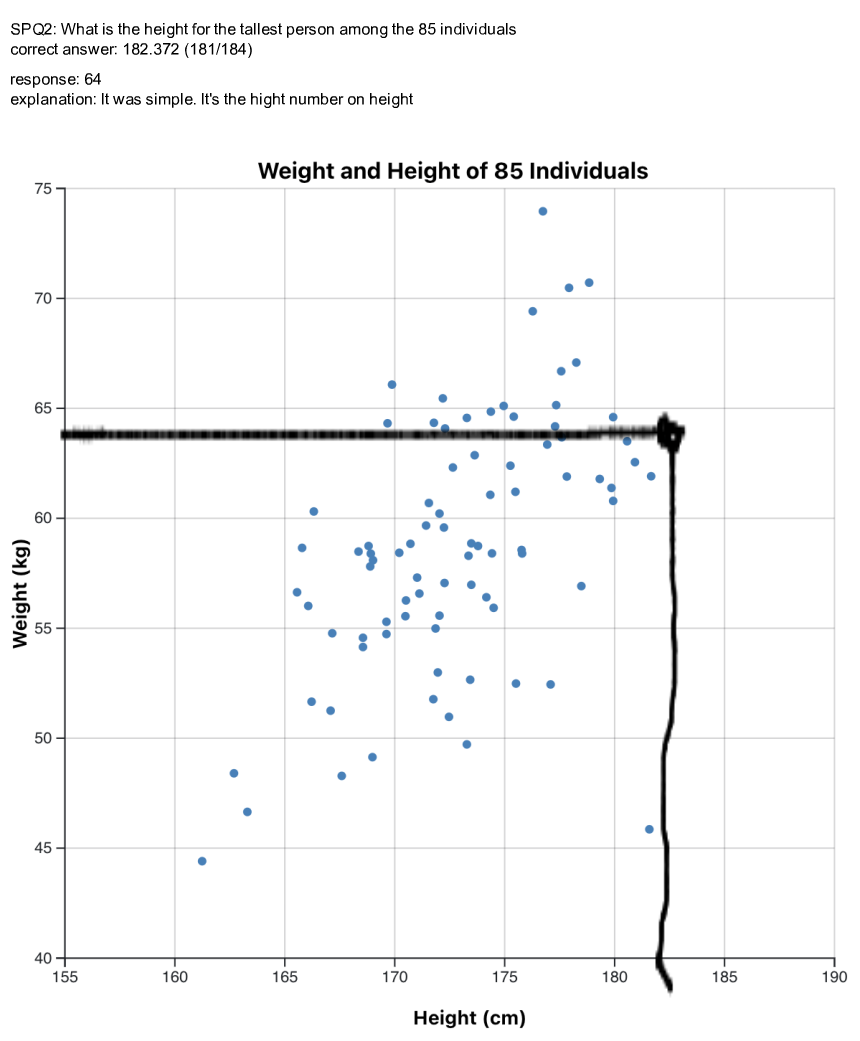 SPQ2: What is the height for the tallest person among the 85 individuals
correct answer: 182.372 (181/184)
response: 64
explanation: It was simple. It's the hight number on height
Weight and Height of 85 Individuals
75
70
65
60
55
50
45
40
Weight (kg)
155 160 165 170 175 180 185 190
Height (cm)